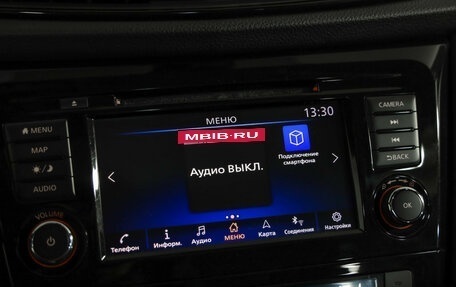 МЕНЮ
13:30
MENU
MAP
AUDIO
VOLUME
CAMERA
BACK
OK
MBIB.RU
Аудио ВЫКЛ.
Подключение
смартфона
Телефон
Информ.
Аудио
МЕНЮ
Карта
Соединения
Настройки